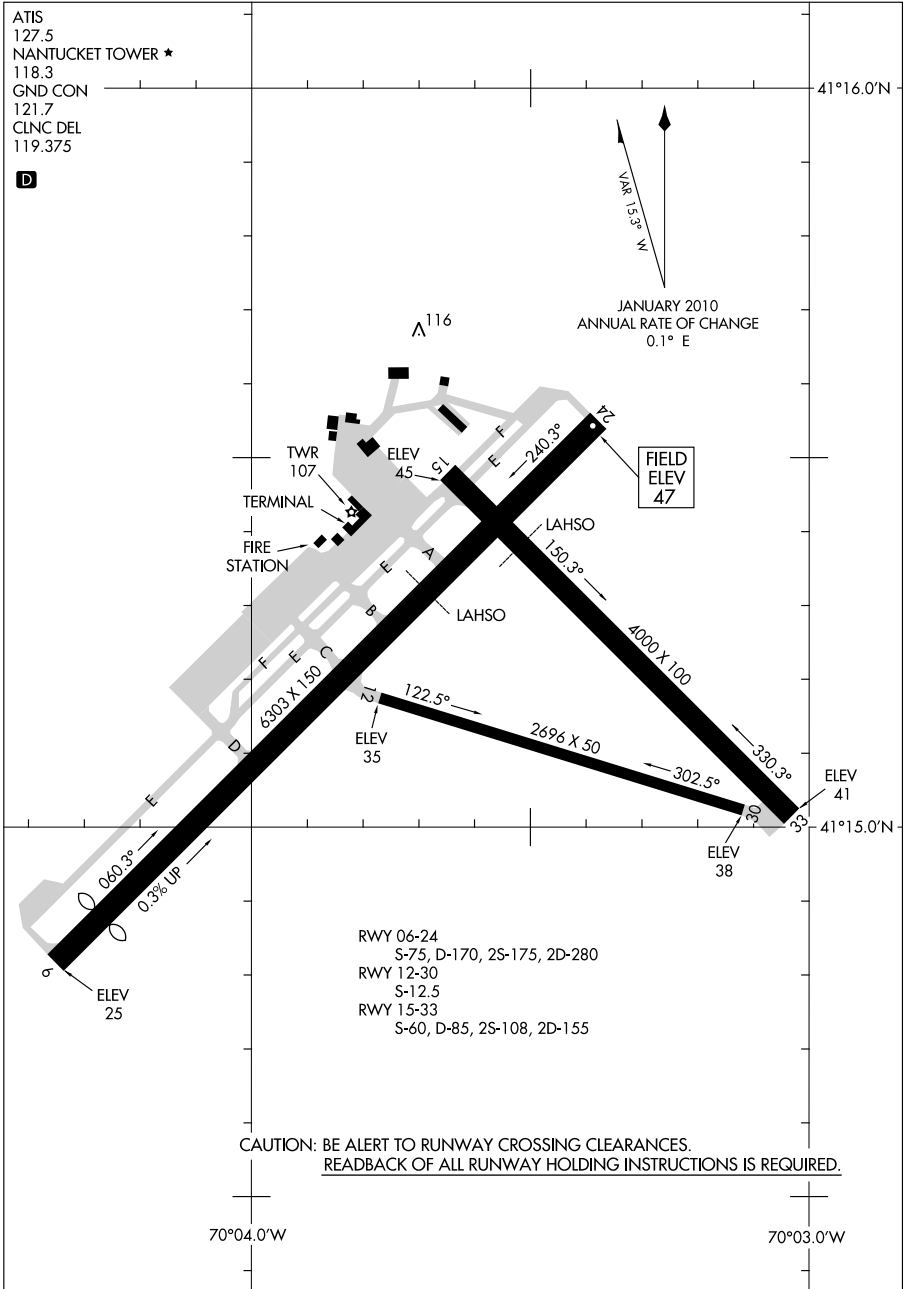 ATIS
127.5
NANTUCKET TOWER ★
118.3
GND CON
121.7
CLNC DEL
119.375
D
41°16.0'N
VAR 15.3° W
JANUARY 2010
ANNUAL RATE OF CHANGE
0.1° E
116
TWR
107
TERMINAL
FIRE
STATION
ELEV
45
15
24
F
E
240.3°
FIELD
ELEV
47
LAHSO
150.3°
A
E
LAHSO
B
4000 X 100
C
F
E
6303 X 150
12
122.5°
ELEV
35
2696 X 50
302.5°
330.3°
30
33
ELEV
41
ELEV
38
D
E
41°15.0'N
060.3°
0.3% UP
6
ELEV
25
RWY 06-24
S-75, D-170, 2S-175, 2D-280
RWY 12-30
S-12.5
RWY 15-33
S-60, D-85, 2S-108, 2D-155
CAUTION: BE ALERT TO RUNWAY CROSSING CLEARANCES.
READBACK OF ALL RUNWAY HOLDING INSTRUCTIONS IS REQUIRED.
70°04.0'W
70°03.0'W